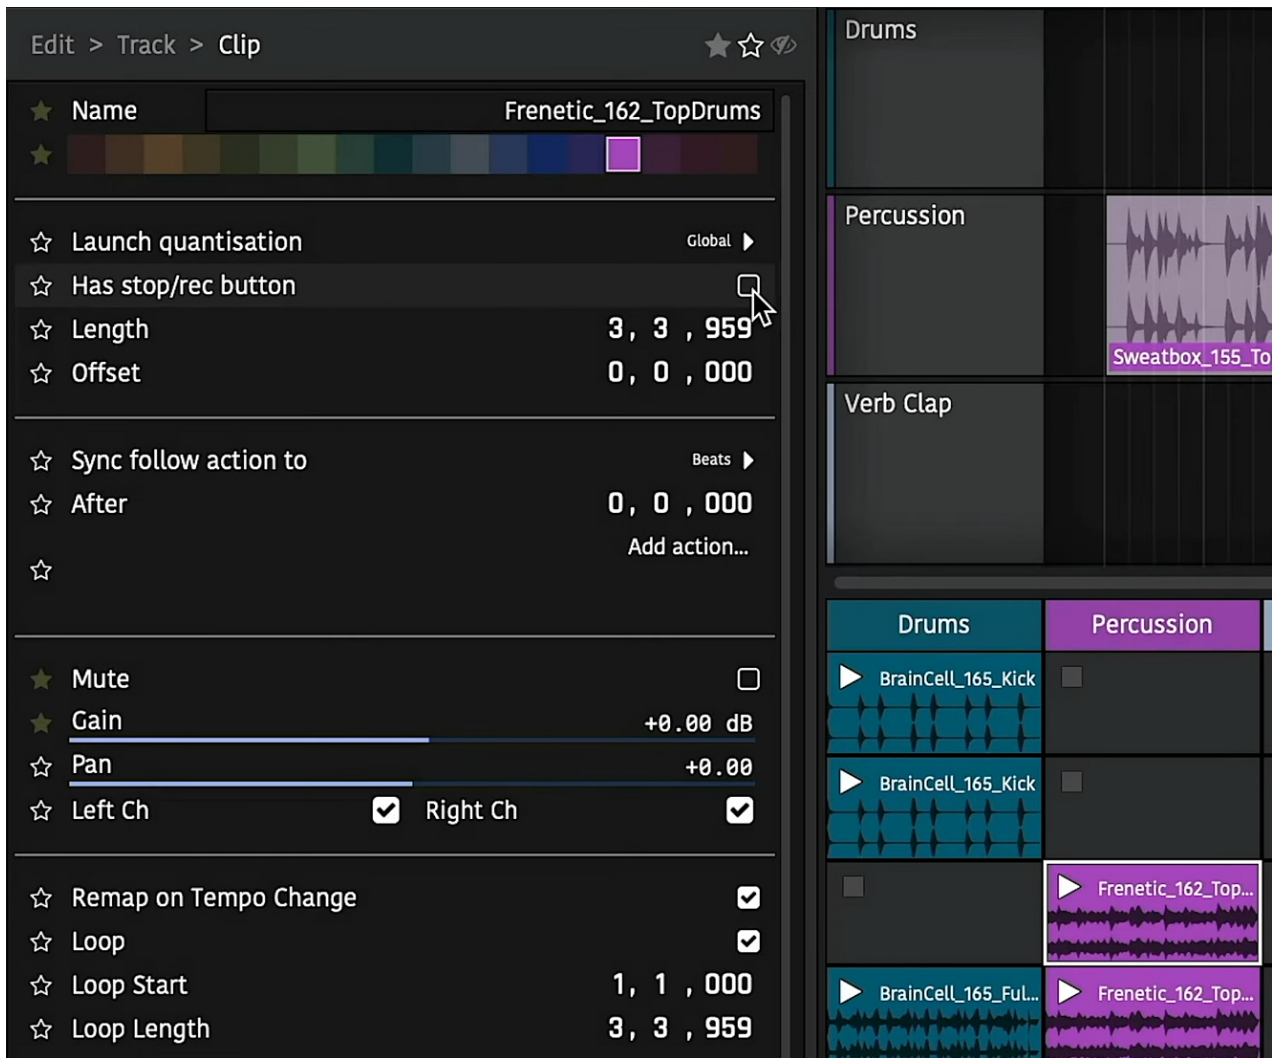 Edit > Track > Clip
Name Frenetic_162_TopDrums
Launch quantisation Global
Has stop/rec button
Length 3, 3 , 959
Offset 0, 0 , 000
Sync follow action to Beats
After 0, 0 , 000
Add action...
Mute
Gain +0.00 dB
Pan +0.00
Left Ch Right Ch
Remap on Tempo Change
Loop
Loop Start 1, 1 , 000
Loop Length 3, 3 , 959
Drums
Percussion
Sweatbox_155_To
Verb Clap
Drums Percussion
BrainCell_165_Kick
BrainCell_165_Kick
Frenetic_162_Top...
BrainCell_165_Ful... Frenetic_162_Top...